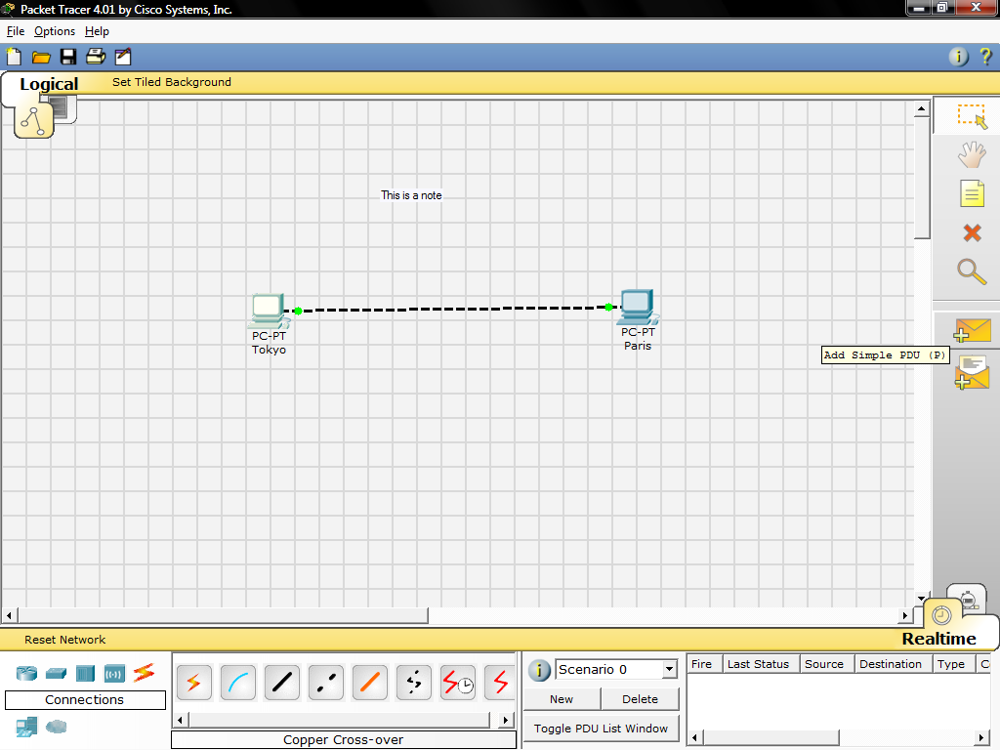 Packet Tracer 4.01 by Cisco Systems, Inc.
File Options Help
Logical
Set Tiled Background
This is a note
PC-PT
Tokyo
PC-PT
Paris
Add Simple PDU (P)
Reset Network
Realtime
Connections
Copper Cross-over
Scenario 0
New
Delete
Toggle PDU List Window
Fire Last Status Source Destination Type C